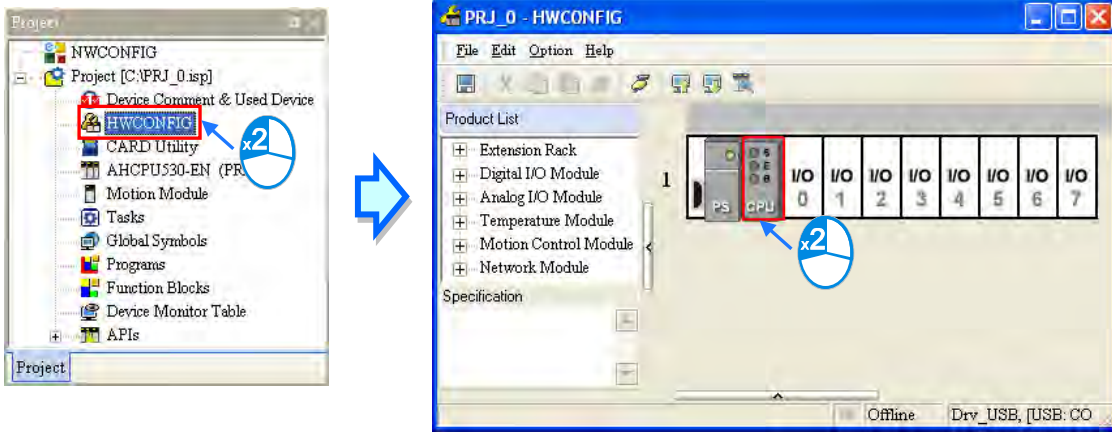 Project
NWCONFIG
Project [C:\PRJ_0.isp]
Device Comment & Used Device
HWCONFIG
CARD Utility
AHCPU530-EN (PR
Motion Module
Tasks
Global Symbols
Programs
Function Blocks
Device Monitor Table
APIs
Project
x2
PRJ_0 - HWCONFIG
File Edit Option Help
Product List
Extension Rack
Digital I/O Module
Analog I/O Module
Temperature Module
Motion Control Module
Network Module
Specification
1
PS CPU
I/O I/O I/O I/O I/O I/O I/O I/O
0 1 2 3 4 5 6 7
x2
Offline Drv_USB, [USB: CO